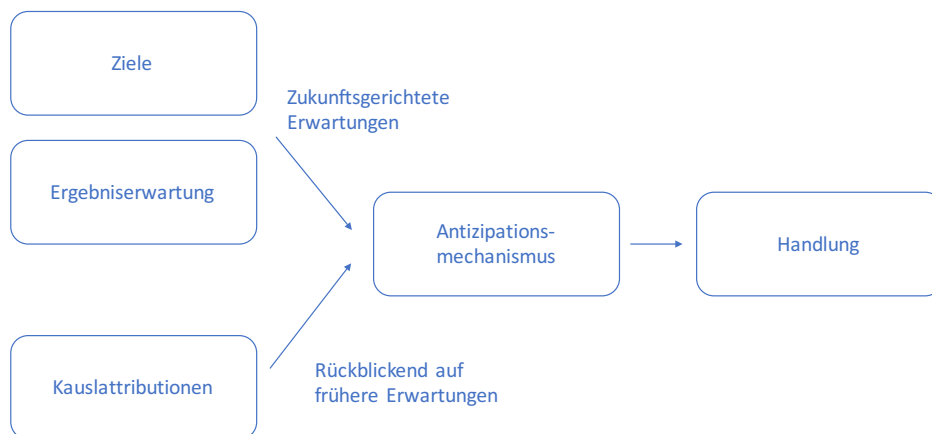 Ziele
Zukunftsgerichtete
Erwartungen
Ergebniserwartung
Antizipations-
mechanismus
Handlung
Kauslattributionen
Rückblickend auf
frühere Erwartungen